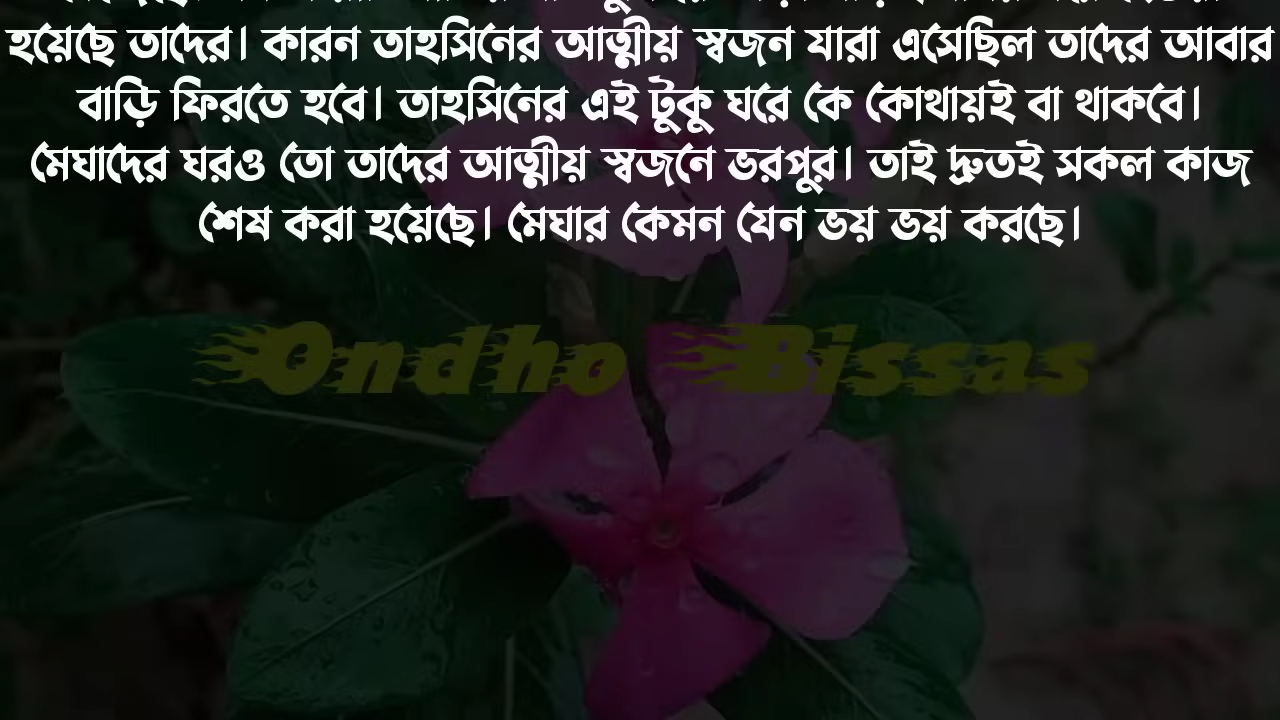 হয়েছে তাদের। কারন তাহসিনের আত্মীয় স্বজন যারা এসেছিল তাদের আবার
বাড়ি ফিরতে হবে। তাহসিনের এই টুকু ঘরে কে কোথায়ই বা থাকবে।
মেঘাদের ঘরও তো তাদের আত্মীয় স্বজনে ভরপুর। তাই দ্রুতই সকল কাজ
শেষ করা হয়েছে। মেঘার কেমন যেন ভয় ভয় করছে।
Ondho Bissas